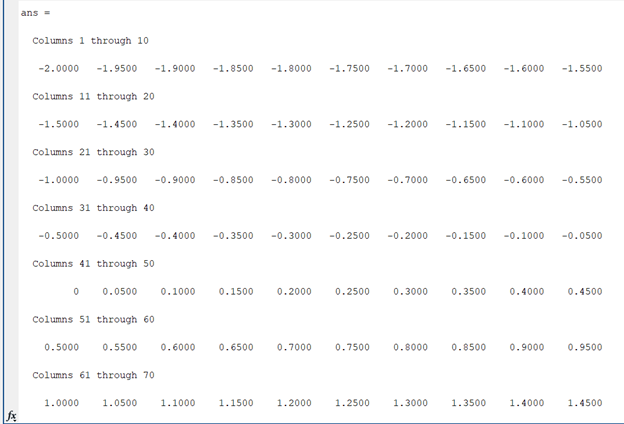 ans =
Columns 1 through 10
-2.0000 -1.9500 -1.9000 -1.8500 -1.8000 -1.7500 -1.7000 -1.6500 -1.6000 -1.5500
Columns 11 through 20
-1.5000 -1.4500 -1.4000 -1.3500 -1.3000 -1.2500 -1.2000 -1.1500 -1.1000 -1.0500
Columns 21 through 30
-1.0000 -0.9500 -0.9000 -0.8500 -0.8000 -0.7500 -0.7000 -0.6500 -0.6000 -0.5500
Columns 31 through 40
-0.5000 -0.4500 -0.4000 -0.3500 -0.3000 -0.2500 -0.2000 -0.1500 -0.1000 -0.0500
Columns 41 through 50
0 0.0500 0.1000 0.1500 0.2000 0.2500 0.3000 0.3500 0.4000 0.4500
Columns 51 through 60
0.5000 0.5500 0.6000 0.6500 0.7000 0.7500 0.8000 0.8500 0.9000 0.9500
Columns 61 through 70
1.0000 1.0500 1.1000 1.1500 1.2000 1.2500 1.3000 1.3500 1.4000 1.4500
fx